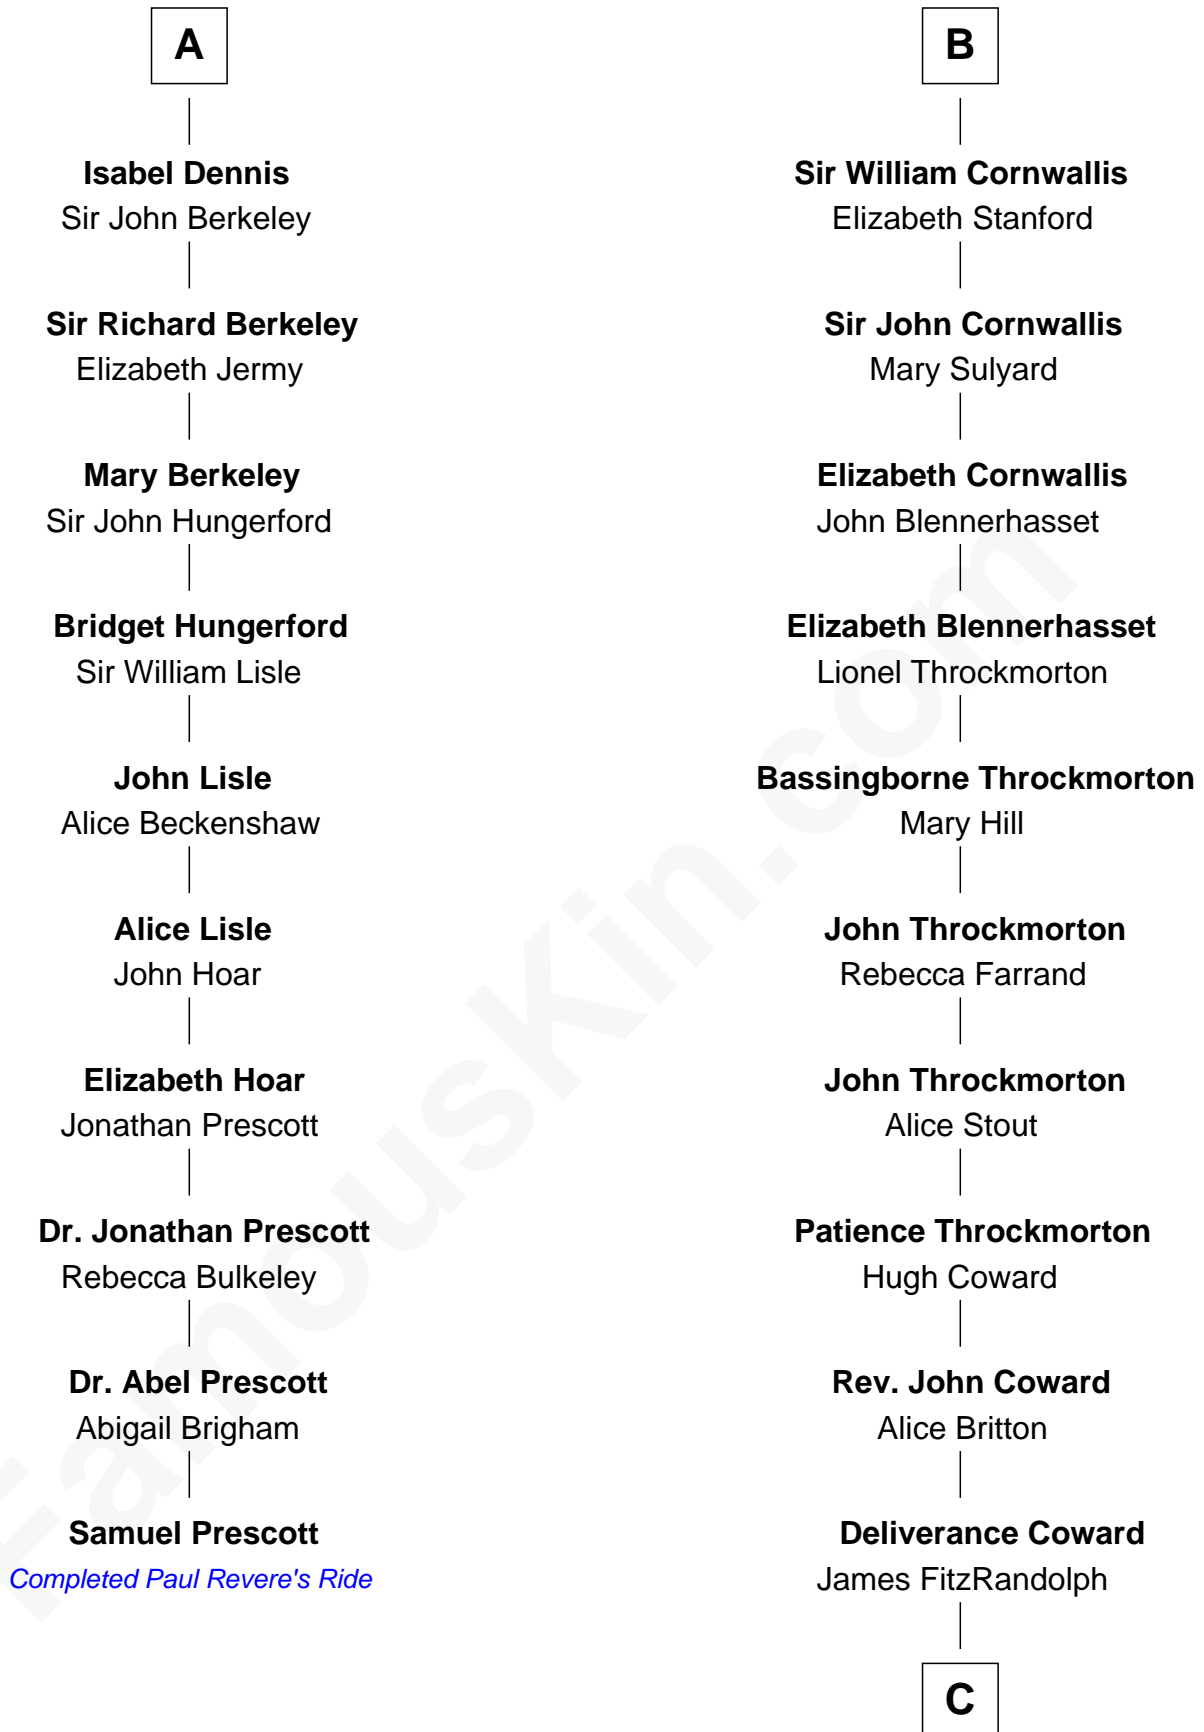 A
Isabel Dennis
Sir John Berkeley
Sir Richard Berkeley
Elizabeth Jermy
Mary Berkeley
Sir John Hungerford
Bridget Hungerford
Sir William Lisle
John Lisle
Alice Beckenshaw
Alice Lisle
John Hoar
Elizabeth Hoar
Jonathan Prescott
Dr. Jonathan Prescott
Rebecca Bulkeley
Dr. Abel Prescott
Abigail Brigham
Samuel Prescott
Completed Paul Revere's Ride
B
Sir William Cornwallis
Elizabeth Stanford
Sir John Cornwallis
Mary Sulyard
Elizabeth Cornwallis
John Blennerhasset
Elizabeth Blennerhasset
Lionel Throckmorton
Bassingborne Throckmorton
Mary Hill
John Throckmorton
Rebecca Farrand
John Throckmorton
Alice Stout
Patience Throckmorton
Hugh Coward
Rev. John Coward
Alice Britton
Deliverance Coward
James FitzRandolph
C
FamousKin.com